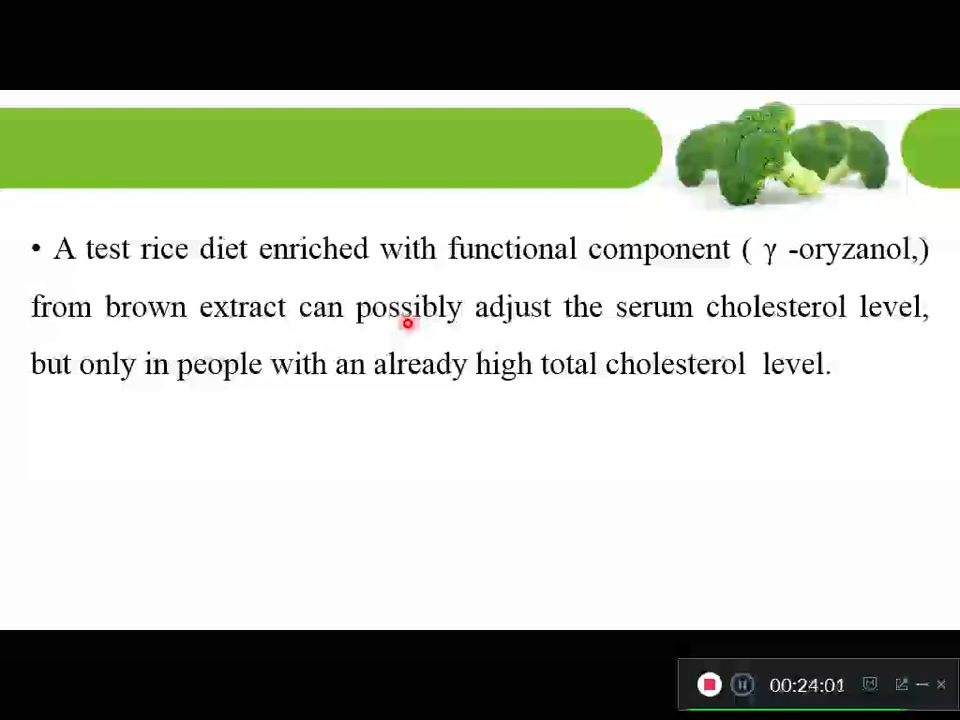 • A test rice diet enriched with functional component ( γ -oryzanol,)
from brown extract can possibly adjust the serum cholesterol level,
but only in people with an already high total cholesterol level.
00:24:01